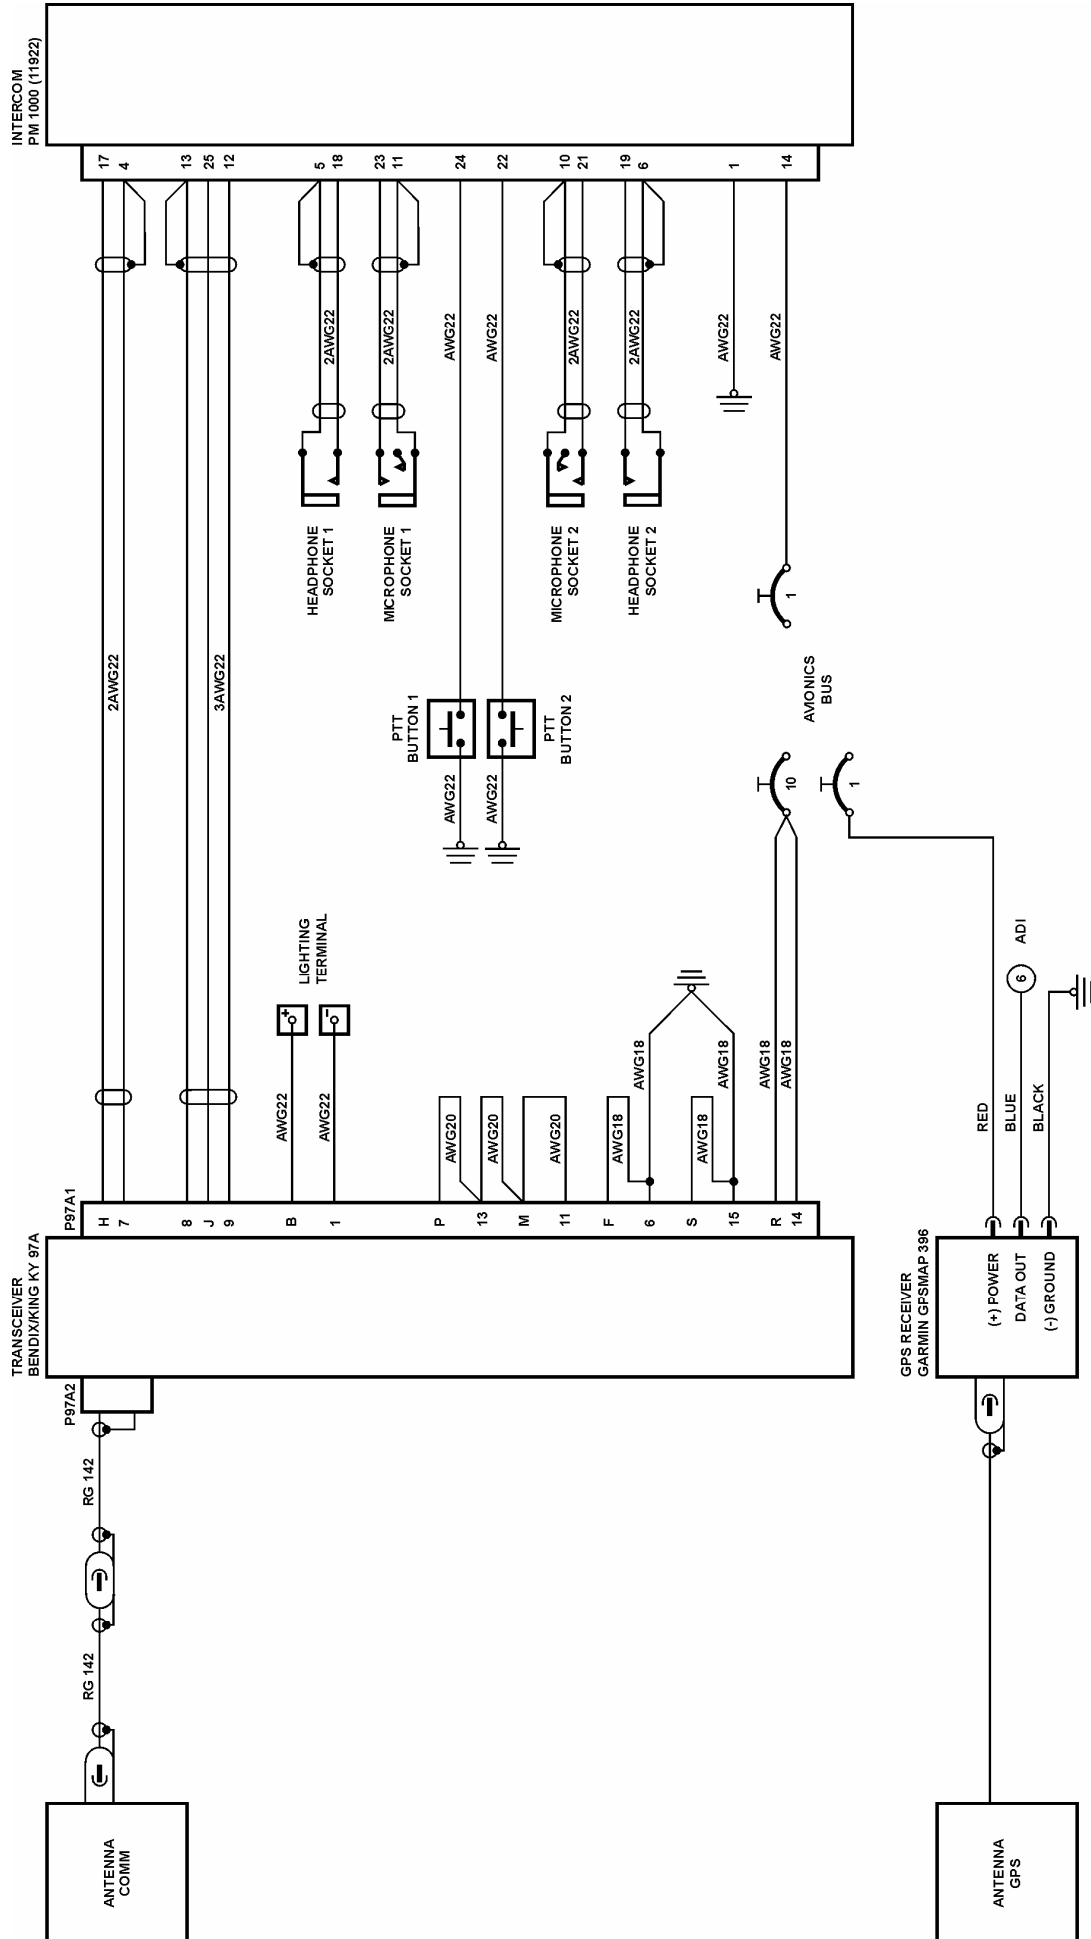 INTERCOM
PM 1000 (11922)
17
4
13
25
12
5
18
23
11
24
22
10
21
19
6
1
14
2AWG22
2AWG22
AWG22
AWG22
2AWG22
2AWG22
AWG22
AWG22
HEADPHONE
SOCKET 1
MICROPHONE
SOCKET 1
MICROPHONE
SOCKET 2
HEADPHONE
SOCKET 2
1
2AWG22
3AWG22
PTT
BUTTON 1
PTT
BUTTON 2
AVIONICS
BUS
AWG22
AWG22
10
1
LIGHTING
TERMINAL
+
-
ADI
6
AWG22
AWG22
AWG20
AWG20
AWG20
AWG18
AWG18
AWG18
AWG18
AWG18
AWG18
RED
BLUE
BLACK
P97A1
H
7
8
J
9
B
1
P
13
M
11
F
6
S
15
R
14
TRANSCEIVER
BENDIX/KING KY 97A
GPS RECEIVER
GARMIN GPSMAP 396
(+) POWER
DATA OUT
(-) GROUND
P97A2
RG 142
RG 142
ANTENNA
COMM
ANTENNA
GPS